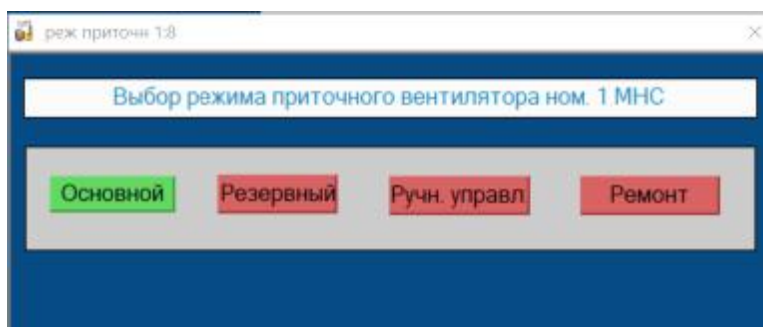 реж приточн 1:8
Выбор режима приточного вентилятора ном. 1 МНС
Основной Резервный Ручн. управл Ремонт